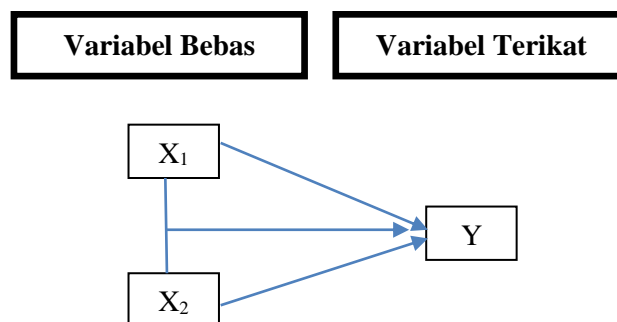 Variabel Bebas
Variabel Terikat
X₁
Y
X₂